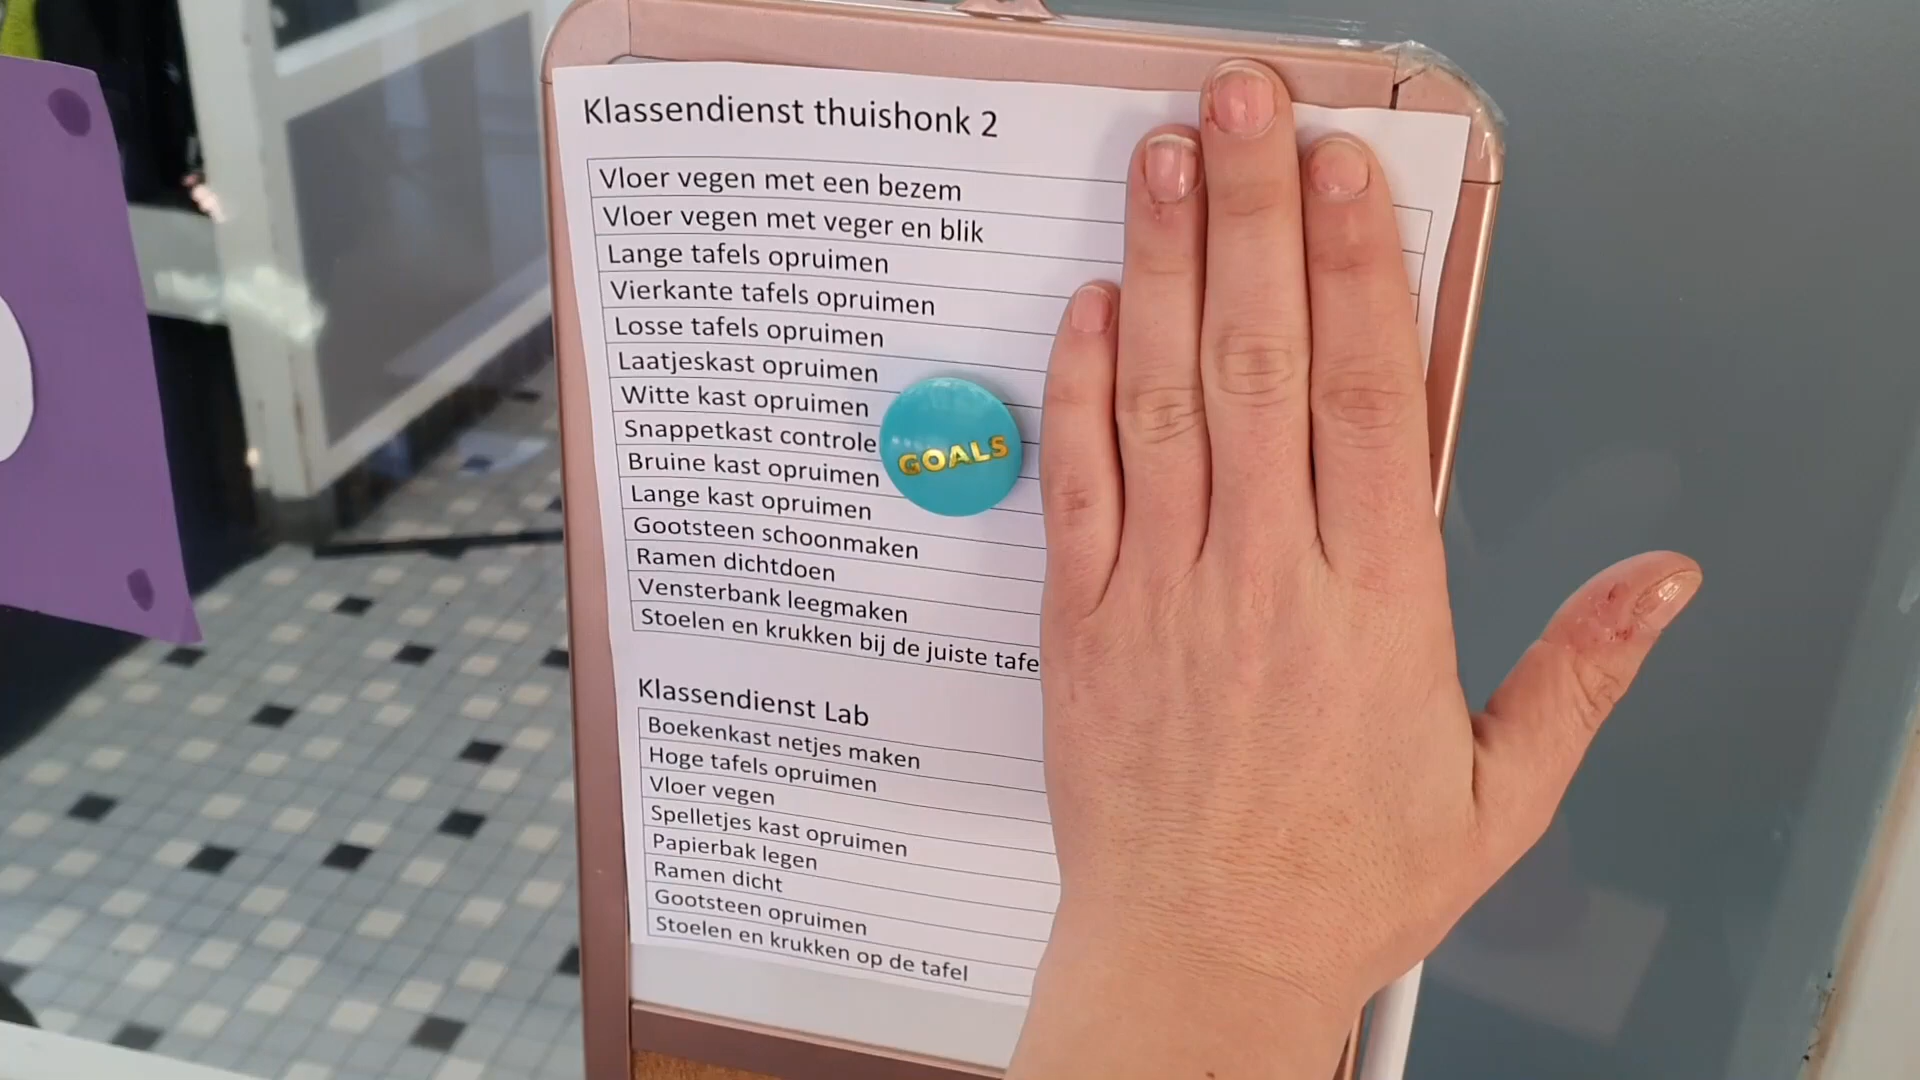 Klassendienst thuishonk 2
Vloer vegen met een bezem
Vloer vegen met veger en blik
Lange tafels opruimen
Vierkante tafels opruimen
Losse tafels opruimen
Laatjeskast opruimen
Witte kast opruimen
Snappetkast controle
GOALS
Bruine kast opruimen
Lange kast opruimen
Gootsteen schoonmaken
Ramen dichtdoen
Vensterbank leegmaken
Stoelen en krukken bij de juiste tafe
Klassendienst Lab
Boekenkast netjes maken
Hoge tafels opruimen
Vloer vegen
Spelletjes kast opruimen
Papierbak legen
Ramen dicht
Gootsteen opruimen
Stoelen en krukken op de tafel